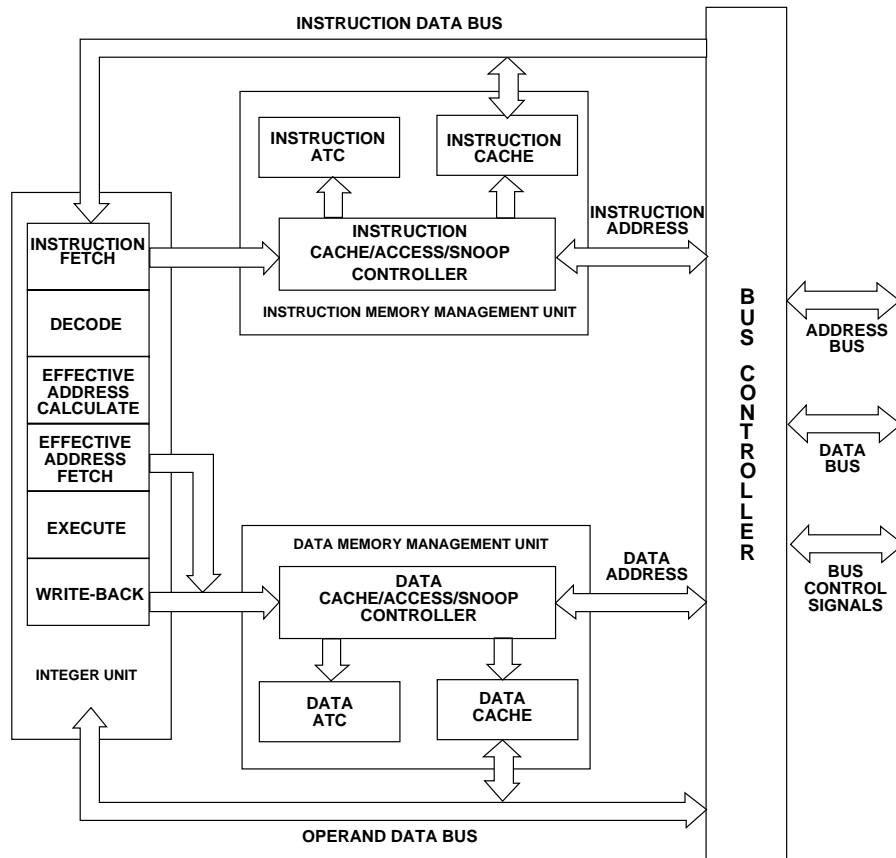 INSTRUCTION DATA BUS
INSTRUCTION
ATC
INSTRUCTION
CACHE
INSTRUCTION
CACHE/ACCESS/SNOOP
CONTROLLER
INSTRUCTION MEMORY MANAGEMENT UNIT
INSTRUCTION
ADDRESS
INSTRUCTION
FETCH
DECODE
EFFECTIVE
ADDRESS
CALCULATE
EFFECTIVE
ADDRESS
FETCH
EXECUTE
WRITE-BACK
INTEGER UNIT
DATA MEMORY MANAGEMENT UNIT
DATA
CACHE/ACCESS/SNOOP
CONTROLLER
DATA
ATC
DATA
CACHE
DATA
ADDRESS
OPERAND DATA BUS
BUS CONTROLLER
ADDRESS
BUS
DATA
BUS
BUS
CONTROL
SIGNALS